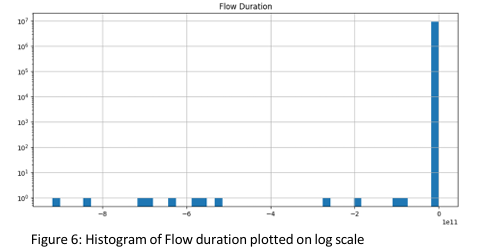 Flow Duration
10⁷
10⁶
10⁵
10⁴
10³
10²
10¹
10⁰
−8 −6 −4 −2 0
1e11
Figure 6: Histogram of Flow duration plotted on log scale